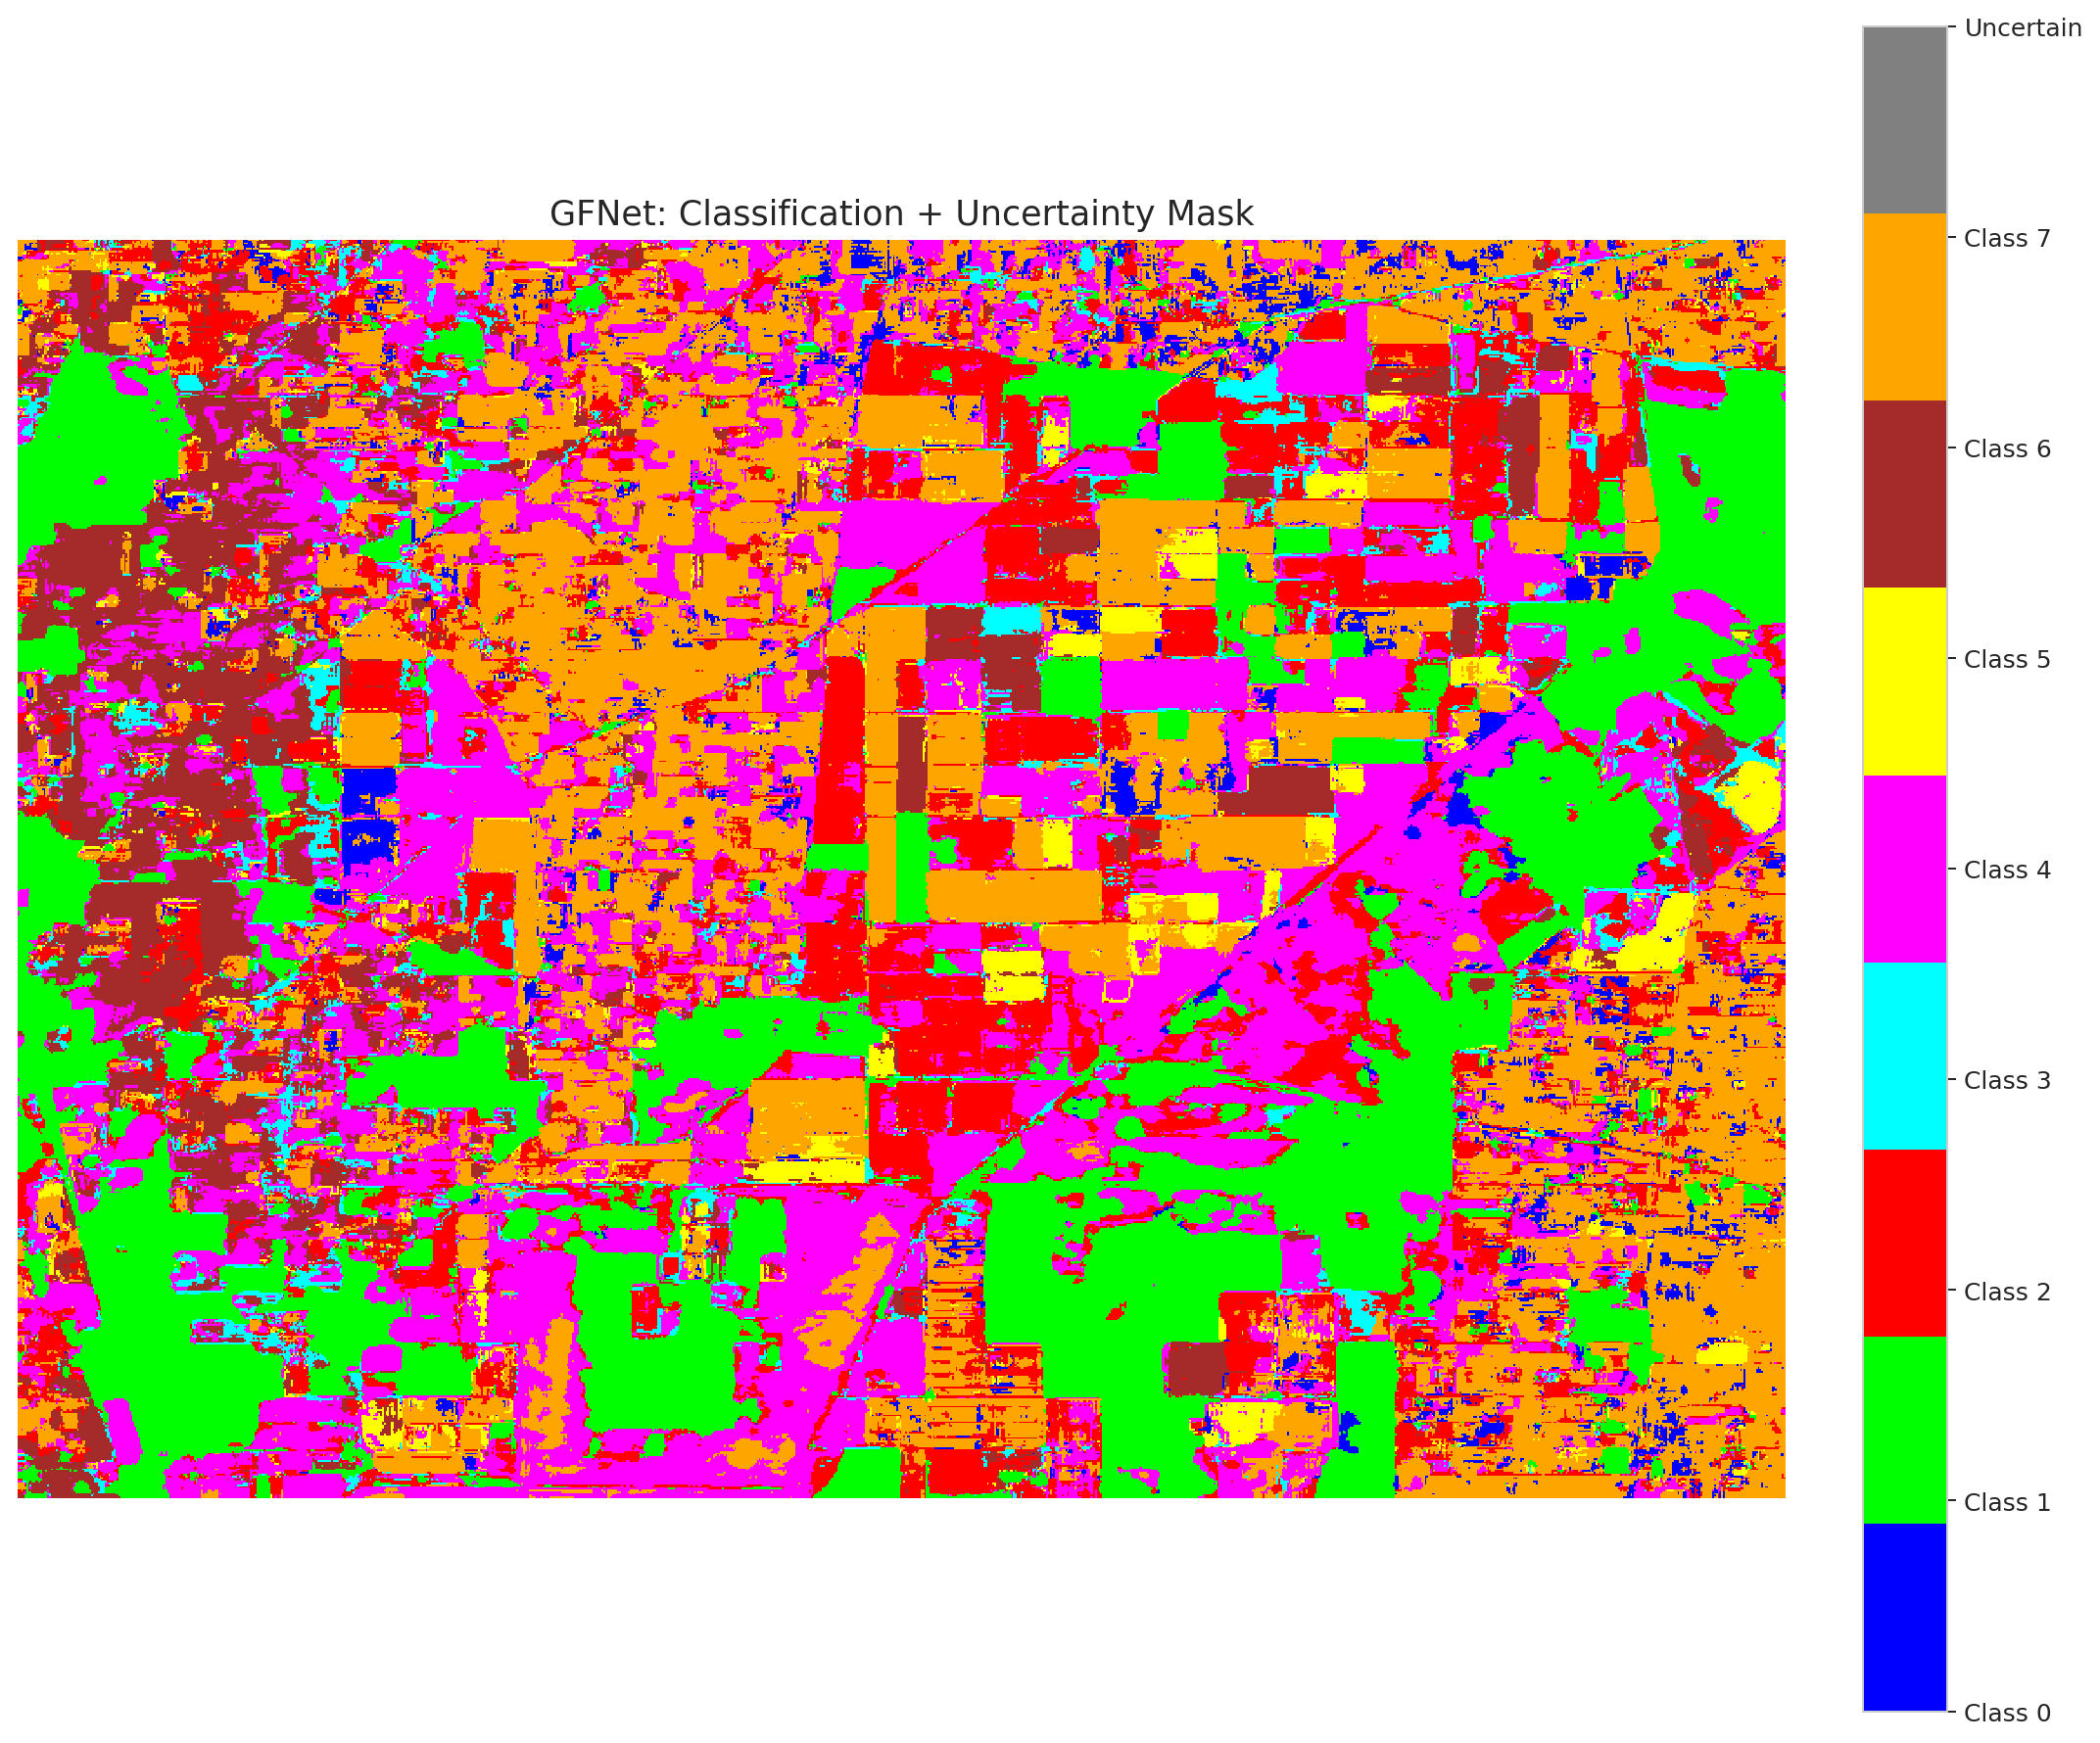 GFNet: Classification + Uncertainty Mask
Uncertain
Class 7
Class 6
Class 5
Class 4
Class 3
Class 2
Class 1
Class 0